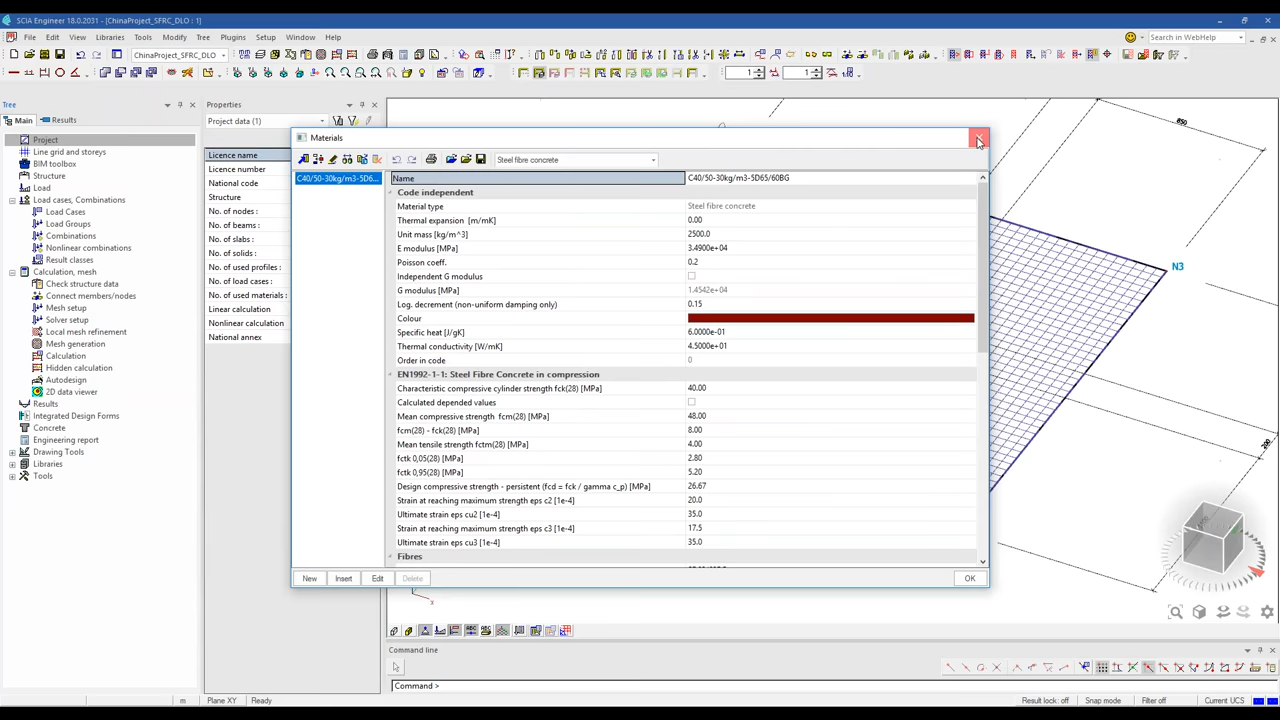 SCIA Engineer 18.0.2031 - [ChinaProject_SFRC_DLO : 1]
File Edit View Libraries Tools Modify Tree Plugins Setup Window Help
Search in WebHelp
ChinaProject_SFRC_DLO
1 1
Tree
Main Results
Project
Line grid and storeys
BIM toolbox
Structure
Load
Load cases, Combinations
Load Cases
Load Groups
Combinations
Nonlinear combinations
Result classes
Calculation, mesh
Check structure data
Connect members/nodes
Mesh setup
Solver setup
Local mesh refinement
Mesh generation
Calculation
Hidden calculation
Autodesign
2D data viewer
Results
Integrated Design Forms
Concrete
Engineering report
Drawing Tools
Libraries
Tools
Properties
Project data (1)
Licence name
Licence number
National code
Structure
No. of nodes :
No. of beams :
No. of slabs :
No. of solids :
No. of used profiles :
No. of load cases :
No. of used materials :
Linear calculation
Nonlinear calculation
National annex
Materials
Steel fibre concrete
C40/50-30kg/m3-5D6...
Name C40/50-30kg/m3-5D65/60BG
Code independent
Material type Steel fibre concrete
Thermal expansion [m/mK] 0.00
Unit mass [kg/m^3] 2500.0
E modulus [MPa] 3.4900e+04
Poisson coeff. 0.2
Independent G modulus
G modulus [MPa] 1.4542e+04
Log. decrement (non-uniform damping only) 0.15
Colour
Specific heat [J/gK] 6.0000e-01
Thermal conductivity [W/mK] 4.5000e+01
Order in code 0
EN1992-1-1: Steel Fibre Concrete in compression
Characteristic compressive cylinder strength fck(28) [MPa] 40.00
Calculated depended values
Mean compressive strength fcm(28) [MPa] 48.00
fcm(28) - fck(28) [MPa] 8.00
Mean tensile strength fctm(28) [MPa] 4.00
fctk 0,05(28) [MPa] 2.80
fctk 0,95(28) [MPa] 5.20
Design compressive strength - persistent (fcd = fck / gamma c_p) [MPa] 26.67
Strain at reaching maximum strength eps c2 [1e-4] 20.0
Ultimate strain eps cu2 [1e-4] 35.0
Strain at reaching maximum strength eps c3 [1e-4] 17.5
Ultimate strain eps cu3 [1e-4] 35.0
Fibres
New Insert Edit Delete OK
N3
x
Command line
Command >
m Plane XY Ready Result lock: off Snap mode Filter off Current UCS